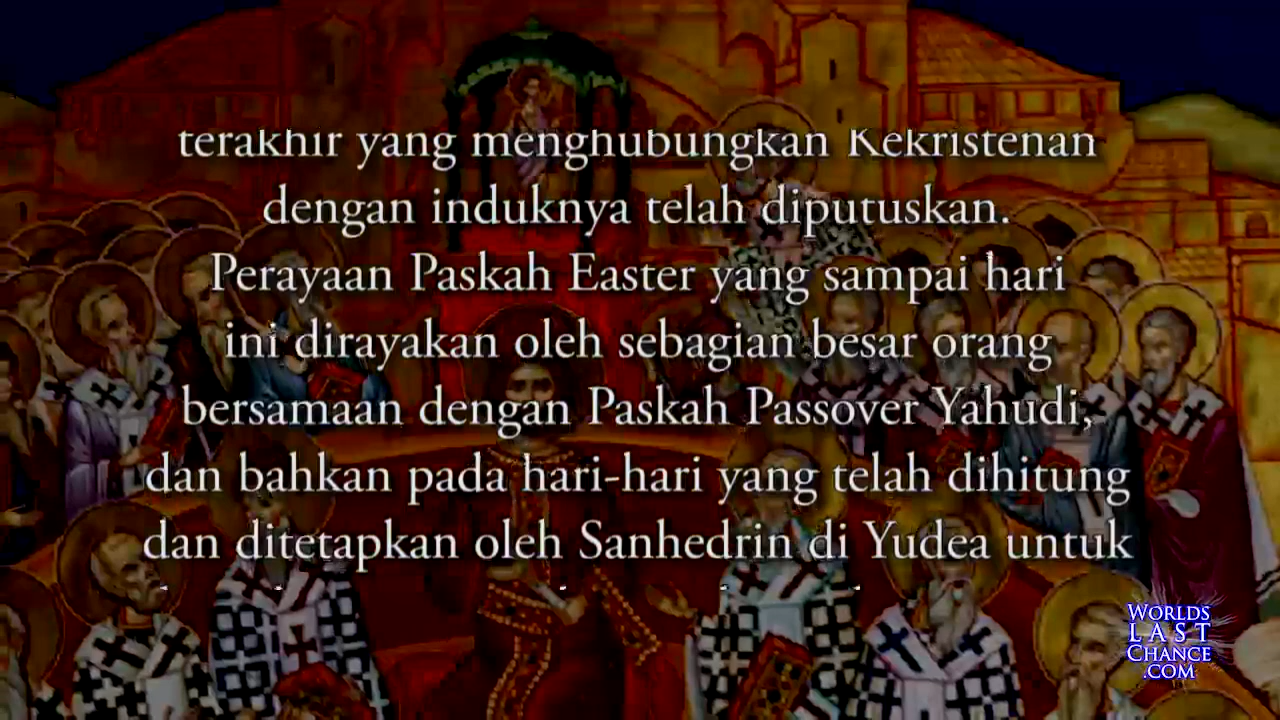 terakhir yang menghubungkan Kekristenan
dengan induknya telah diputuskan.
Perayaan Paskah Easter yang sampai hari
ini dirayakan oleh sebagian besar orang
bersamaan dengan Paskah Passover Yahudi,
dan bahkan pada hari-hari yang telah dihitung
dan ditetapkan oleh Sanhedrin di Yudea untuk
WORLDS
LAST
CHANCE
.COM